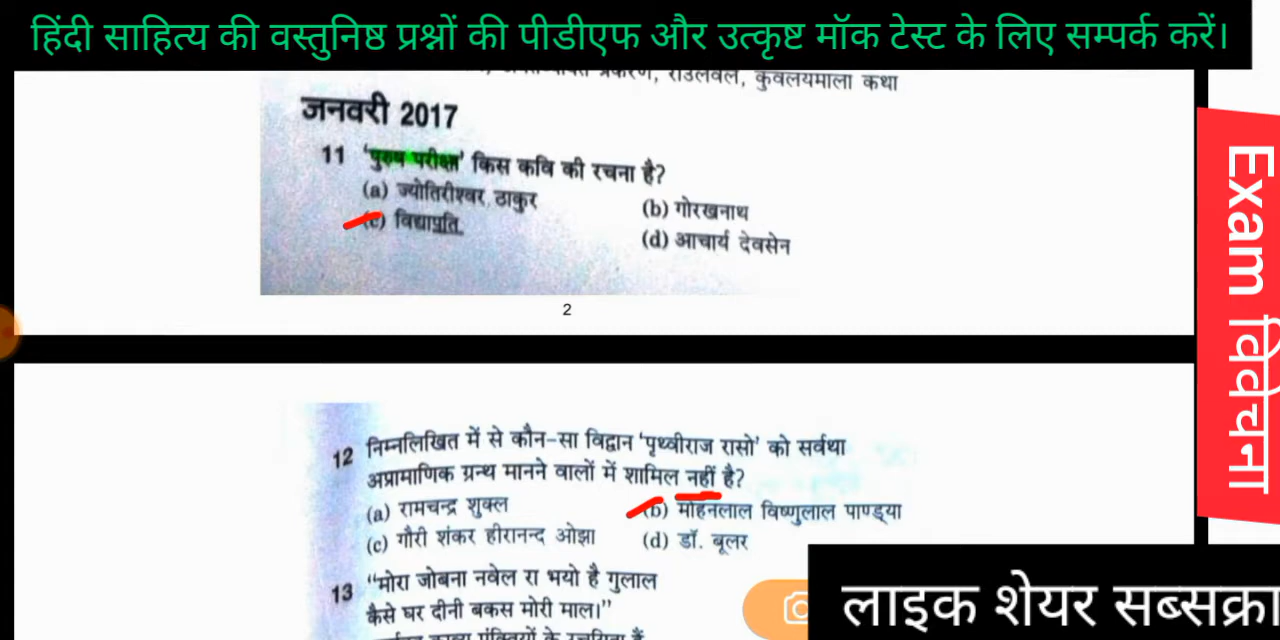 हिंदी साहित्य की वस्तुनिष्ठ प्रश्नों की पीडीएफ और उत्कृष्ट मॉक टेस्ट के लिए सम्पर्क करें।
प्रकरण, राउलवेल, कुवलयमाला कथा
जनवरी 2017
11 'पुरुष परीक्षा' किस कवि की रचना है?
(a) ज्योतिरीश्वर ठाकुर
(b) गोरखनाथ
(c) विद्यापति
(d) आचार्य देवसेन
2
12 निम्नलिखित में से कौन-सा विद्वान 'पृथ्वीराज रासो' को सर्वथा
अप्रामाणिक ग्रन्थ मानने वालों में शामिल नहीं है?
(a) रामचन्द्र शुक्ल
(b) मोहनलाल विष्णुलाल पाण्ड्या
(c) गौरी शंकर हीरानन्द ओझा
(d) डॉ. बूलर
13 "मोरा जोबना नवेल रा भयो है गुलाल
कैसे घर दीनी बकस मोरी माल।"
Exam विवेचना
लाइक शेयर सब्सक्रा